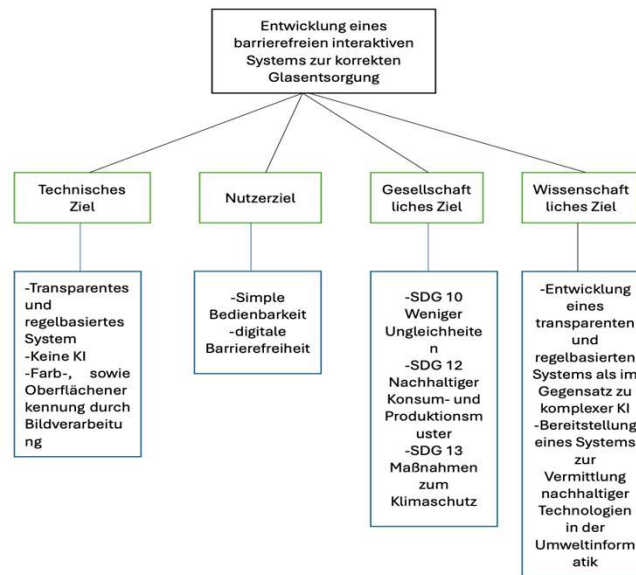 Entwicklung eines
barrierefreien interaktiven
Systems zur korrekten
Glasentsorgung
Technisches
Ziel
Nutzerziel
Gesellschaft
liches Ziel
Wissenschaft
liches Ziel
-Transparentes
und
regelbasiertes
System
-Keine KI
-Farb-, sowie
Oberflächener
kennung durch
Bildverarbeitu
ng
-Simple
Bedienbarkeit
-digitale
Barrierefreiheit
-SDG 10
Weniger
Ungleichheite
n
-SDG 12
Nachhaltiger
Konsum- und
Produktionsm
uster
-SDG 13
Maßnahmen
zum
Klimaschutz
-Entwicklung
eines
transparenten
und
regelbasierten
Systems als im
Gegensatz zu
komplexer KI
-Bereitstellung
eines Systems
zur
Vermittlung
nachhaltiger
Technologien
in der
Umweltinform
atik